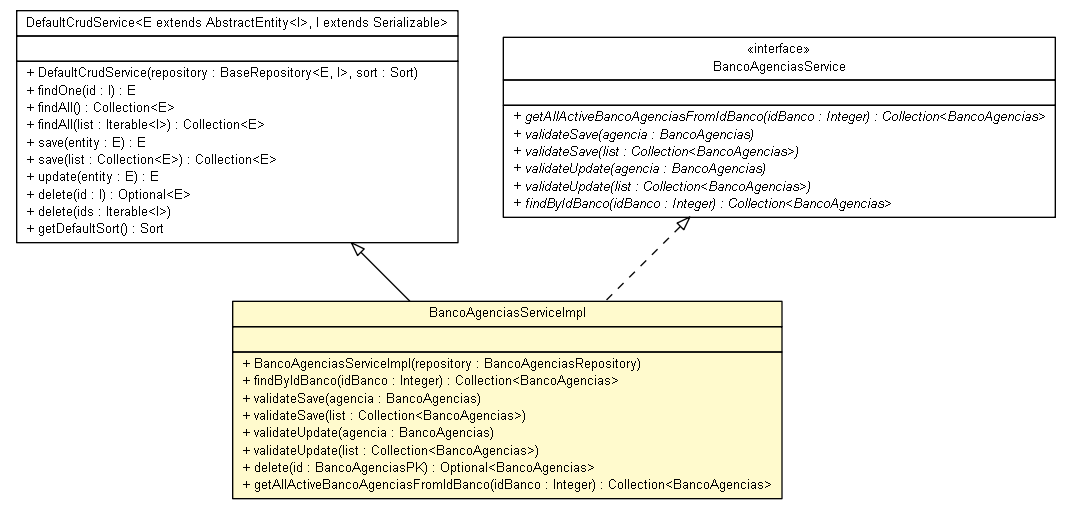 DefaultCrudService<E extends AbstractEntity<I>, I extends Serializable>
+ DefaultCrudService(repository : BaseRepository<E, I>, sort : Sort)
+ findOne(id : I) : E
+ findAll() : Collection<E>
+ findAll(list : Iterable<I>) : Collection<E>
+ save(entity : E) : E
+ save(list : Collection<E>) : Collection<E>
+ update(entity : E) : E
+ delete(id : I) : Optional<E>
+ delete(ids : Iterable<I>)
+ getDefaultSort() : Sort
«interface»
BancoAgenciasService
+ getAllActiveBancoAgenciasFromIdBanco(idBanco : Integer) : Collection<BancoAgencias>
+ validateSave(agencia : BancoAgencias)
+ validateSave(list : Collection<BancoAgencias>)
+ validateUpdate(agencia : BancoAgencias)
+ validateUpdate(list : Collection<BancoAgencias>)
+ findByIdBanco(idBanco : Integer) : Collection<BancoAgencias>
BancoAgenciasServiceImpl
+ BancoAgenciasServiceImpl(repository : BancoAgenciasRepository)
+ findByIdBanco(idBanco : Integer) : Collection<BancoAgencias>
+ validateSave(agencia : BancoAgencias)
+ validateSave(list : Collection<BancoAgencias>)
+ validateUpdate(agencia : BancoAgencias)
+ validateUpdate(list : Collection<BancoAgencias>)
+ delete(id : BancoAgenciasPK) : Optional<BancoAgencias>
+ getAllActiveBancoAgenciasFromIdBanco(idBanco : Integer) : Collection<BancoAgencias>